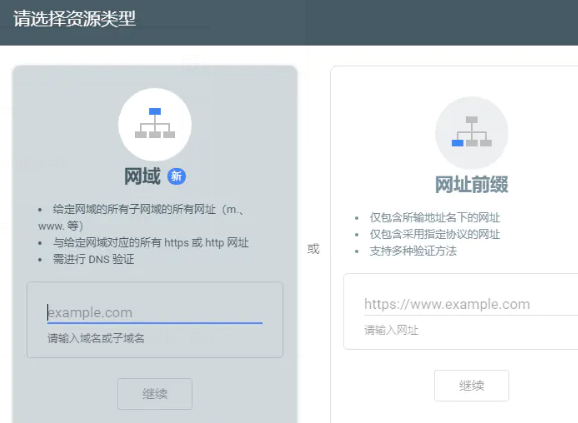 请选择资源类型
网域 新
• 给定网域的所有子网域的所有网址（m.、
www. 等）
• 与给定网域对应的所有 https 或 http 网址
• 需进行 DNS 验证
example.com
请输入域名或子域名
继续
或
网址前缀
• 仅包含所输地址名下的网址
• 仅包含采用指定协议的网址
• 支持多种验证方法
https://www.example.com
请输入网址
继续